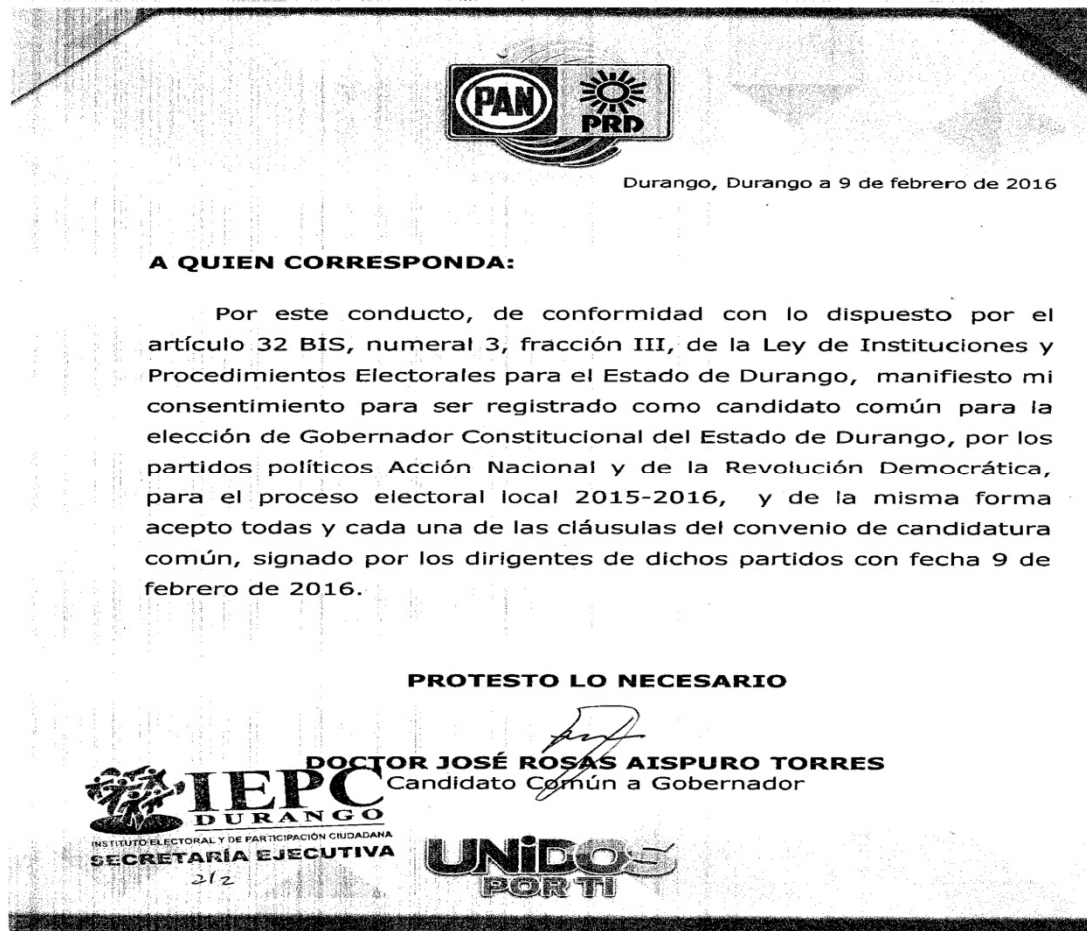 PAN
PRD
Durango, Durango a 9 de febrero de 2016
A QUIEN CORRESPONDA:
Por este conducto, de conformidad con lo dispuesto por el
artículo 32 BIS, numeral 3, fracción III, de la Ley de Instituciones y
Procedimientos Electorales para el Estado de Durango, manifiesto mi
consentimiento para ser registrado como candidato común para la
elección de Gobernador Constitucional del Estado de Durango, por los
partidos políticos Acción Nacional y de la Revolución Democrática,
para el proceso electoral local 2015-2016, y de la misma forma
acepto todas y cada una de las cláusulas del convenio de candidatura
común, signado por los dirigentes de dichos partidos con fecha 9 de
febrero de 2016.
PROTESTO LO NECESARIO
DOCTOR JOSÉ ROSAS AISPURO TORRES
Candidato Común a Gobernador
IEPC
DURANGO
INSTITUTO ELECTORAL Y DE PARTICIPACIÓN CIUDADANA
SECRETARÍA EJECUTIVA
2/2
UNiDOS
POR TI